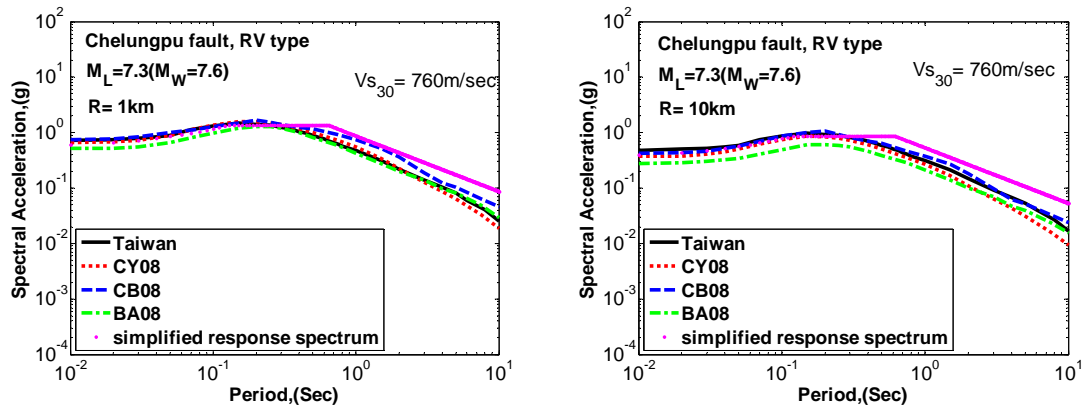 Chelungpu fault, RV type
M_L=7.3(M_W=7.6)
R= 1km
Vs_30= 760m/sec
10^2
10^1
10^0
10^-1
10^-2
10^-3
10^-4
Spectral Acceleration,(g)
Taiwan
CY08
CB08
BA08
simplified response spectrum
10^-2
10^-1
10^0
10^1
Period,(Sec)
Chelungpu fault, RV type
M_L=7.3(M_W=7.6)
R= 10km
Vs_30= 760m/sec
10^2
10^1
10^0
10^-1
10^-2
10^-3
10^-4
Spectral Acceleration,(g)
Taiwan
CY08
CB08
BA08
simplified response spectrum
10^-2
10^-1
10^0
10^1
Period,(Sec)